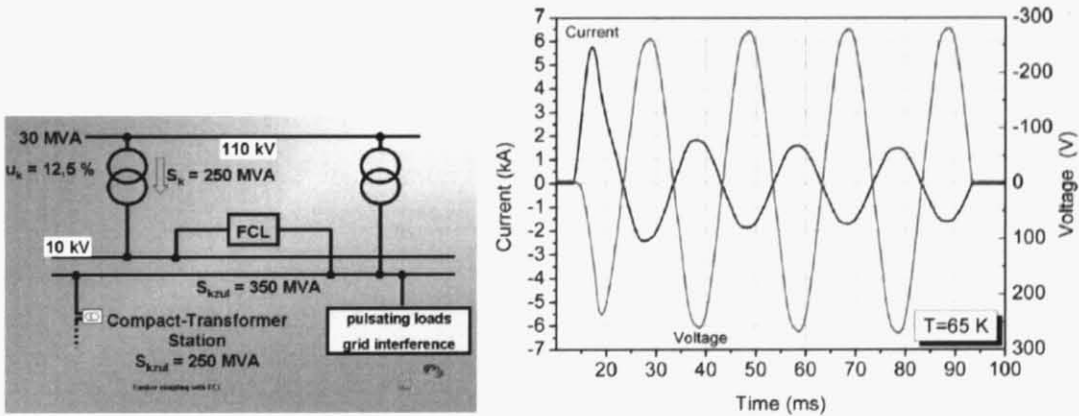 30 MVA
110 kV
u_k = 12,5 %
S_k = 250 MVA
FCL
10 kV
S_kzul = 350 MVA
Compact-Transformer
Station
S_kzul = 250 MVA
pulsating loads
grid interference
7
6
5
4
3
2
1
0
-1
-2
-3
-4
-5
-6
-7
Current (kA)
Current
Voltage
T=65 K
-300
-200
-100
0
100
200
300
Voltage (V)
20 30 40 50 60 70 80 90 100
Time (ms)